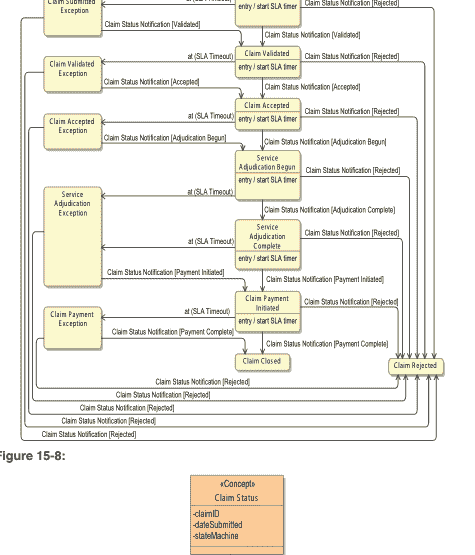 Claim Submitted
Exception
at (SLA Timeout)
entry / start SLA timer
Claim Status Notification [Rejected]
Claim Status Notification [Validated]
Claim Status Notification [Validated]
Claim Validated
Exception
at (SLA Timeout)
Claim Validated
entry / start SLA timer
Claim Status Notification [Rejected]
Claim Status Notification [Accepted]
Claim Status Notification [Accepted]
Claim Accepted
Exception
at (SLA Timeout)
Claim Accepted
entry / start SLA timer
Claim Status Notification [Rejected]
Claim Status Notification [Adjudication Begun]
Claim Status Notification [Adjudication Begun]
Service
Adjudication Begun
entry / start SLA timer
Claim Status Notification [Rejected]
Service
Adjudication
Exception
at (SLA Timeout)
Claim Status Notification [Adjudication Complete]
Service
Adjudication
Complete
entry / start SLA timer
at (SLA Timeout)
Claim Status Notification [Rejected]
Claim Status Notification [Payment Initiated]
Claim Status Notification [Payment Initiated]
Claim Payment
Initiated
entry / start SLA timer
Claim Status Notification [Rejected]
Claim Payment
Exception
at (SLA Timeout)
Claim Status Notification [Payment Complete]
Claim Status Notification [Payment Complete]
Claim Closed
Claim Rejected
Claim Status Notification [Rejected]
Claim Status Notification [Rejected]
Claim Status Notification [Rejected]
Claim Status Notification [Rejected]
Claim Status Notification [Rejected]
Figure 15-8:
«Concept»
Claim Status
-claimID
-dateSubmitted
-stateMachine